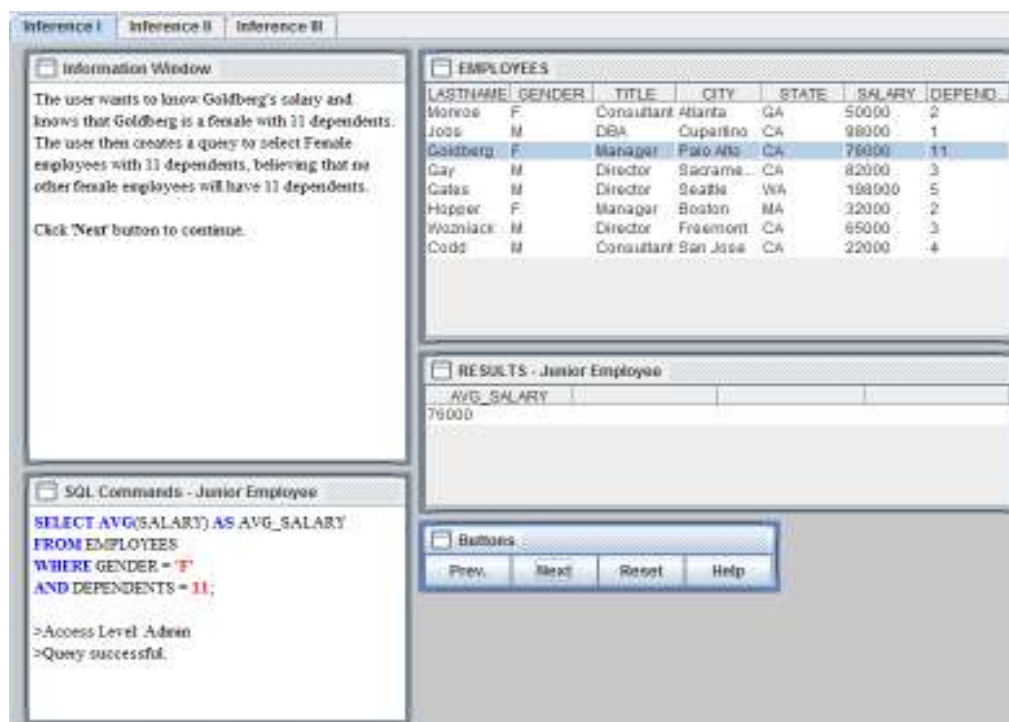 Inference I Inference II Inference III
Information Window
The user wants to know Goldberg's salary and
knows that Goldberg is a female with 11 dependents.
The user then creates a query to select Female
employees with 11 dependents, believing that no
other female employees will have 11 dependents.
Click 'Next' button to continue.
EMPLOYEES
LASTNAME GENDER TITLE CITY STATE SALARY DEPEND...
Monroe F Consultant Atlanta GA 50000 2
Jobs M DBA Cupertino CA 98000 1
Goldberg F Manager Palo Alto CA 76000 11
Gay M Director Sacrame... CA 82000 3
Gates M Director Seattle WA 198000 5
Hopper F Manager Boston MA 32000 2
Wozniack M Director Freemont CA 65000 3
Codd M Consultant San Jose CA 22000 4
RESULTS - Junior Employee
AVG_SALARY
76000
SQL Commands - Junior Employee
SELECT AVG(SALARY) AS AVG_SALARY
FROM EMPLOYEES
WHERE GENDER = 'F'
AND DEPENDENTS = 11;
>Access Level: Admin
>Query successful.
Buttons
Prev. Next Reset Help